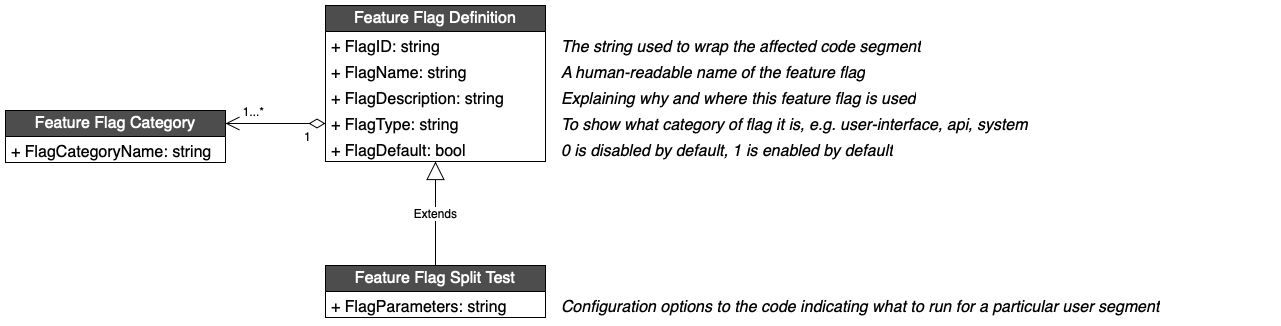 Feature Flag Definition
+ FlagID: string
The string used to wrap the affected code segment
+ FlagName: string
A human-readable name of the feature flag
+ FlagDescription: string
Explaining why and where this feature flag is used
+ FlagType: string
To show what category of flag it is, e.g. user-interface, api, system
+ FlagDefault: bool
0 is disabled by default, 1 is enabled by default
1...*
1
Feature Flag Category
+ FlagCategoryName: string
Extends
Feature Flag Split Test
+ FlagParameters: string
Configuration options to the code indicating what to run for a particular user segment